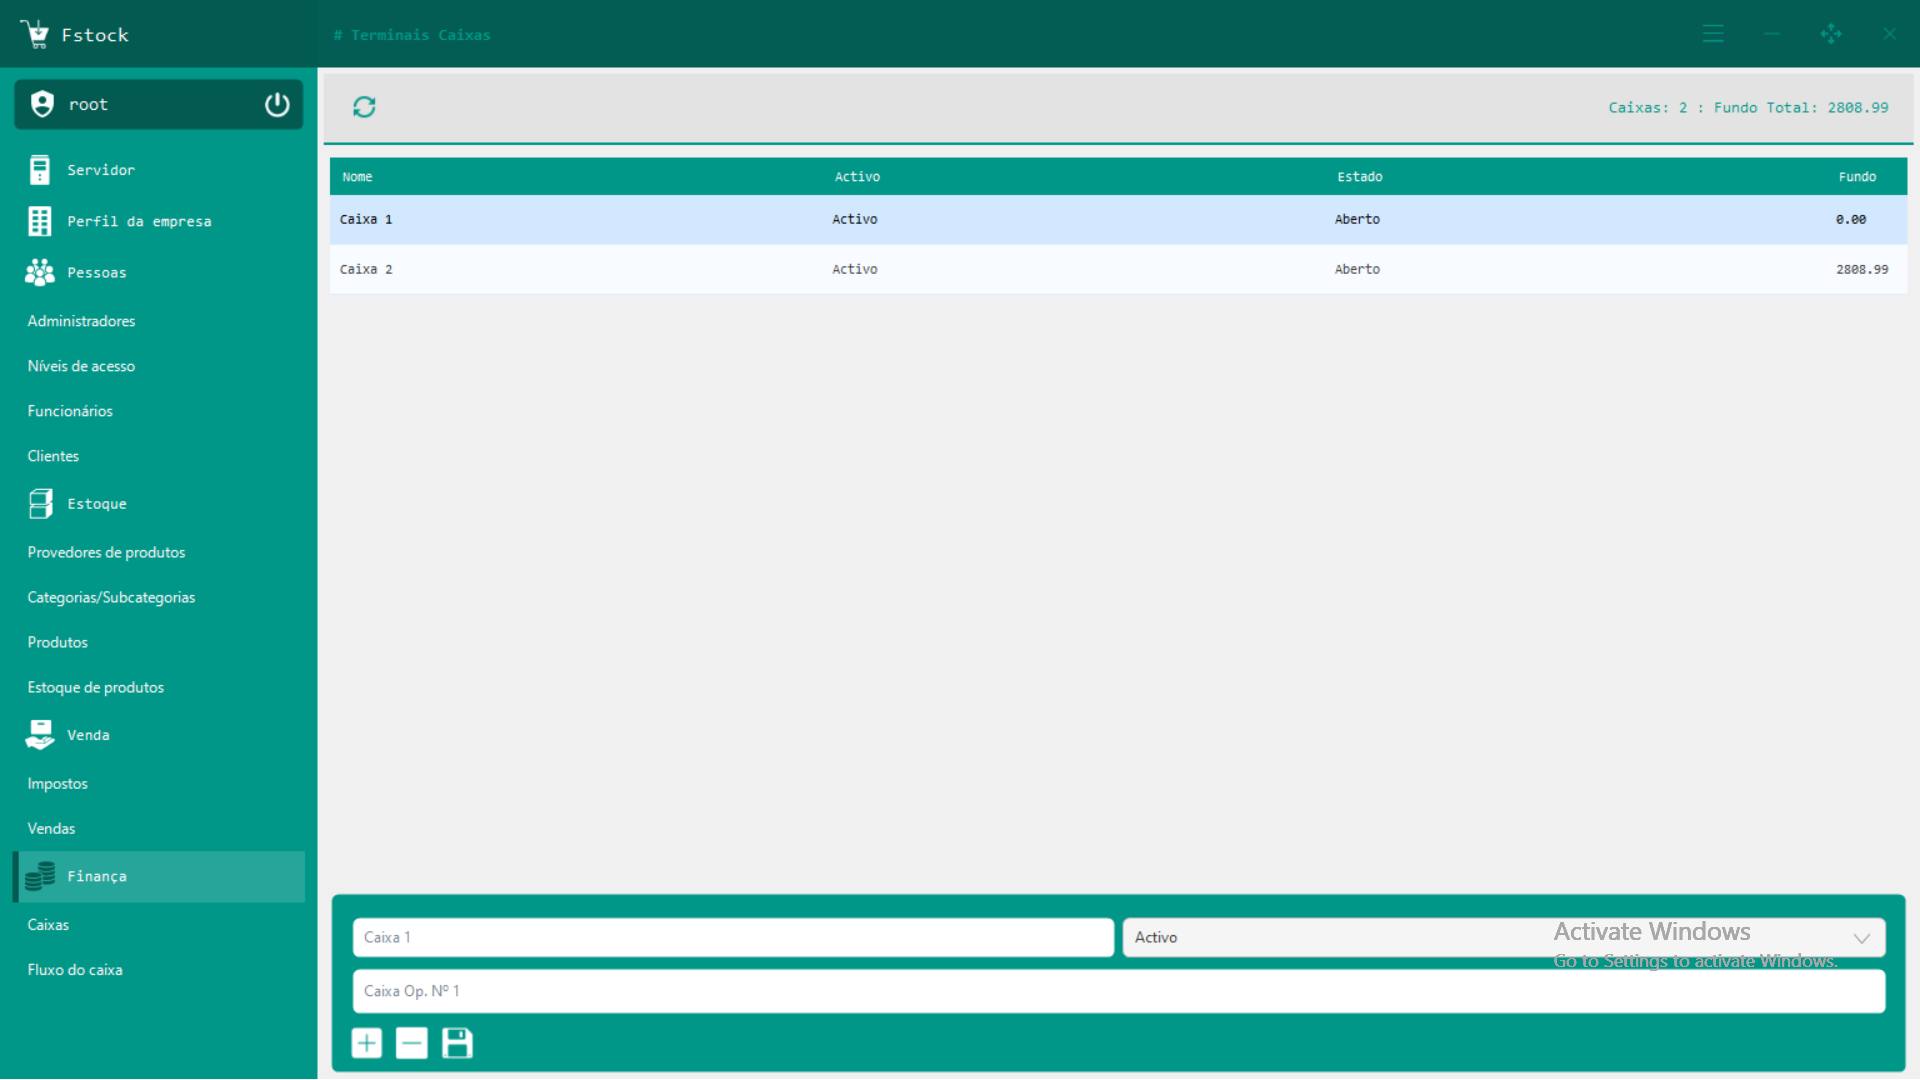 Fstock
# Terminais Caixas
root
Servidor
Perfil da empresa
Pessoas
Administradores
Níveis de acesso
Funcionários
Clientes
Estoque
Provedores de produtos
Categorias/Subcategorias
Produtos
Estoque de produtos
Venda
Impostos
Vendas
Finança
Caixas
Fluxo do caixa
Caixas: 2 : Fundo Total: 2808.99
Nome Activo Estado Fundo
Caixa 1 Activo Aberto 0.00
Caixa 2 Activo Aberto 2808.99
Caixa 1
Activo
Caixa Op. Nº 1
Activate Windows
Go to Settings to activate Windows.